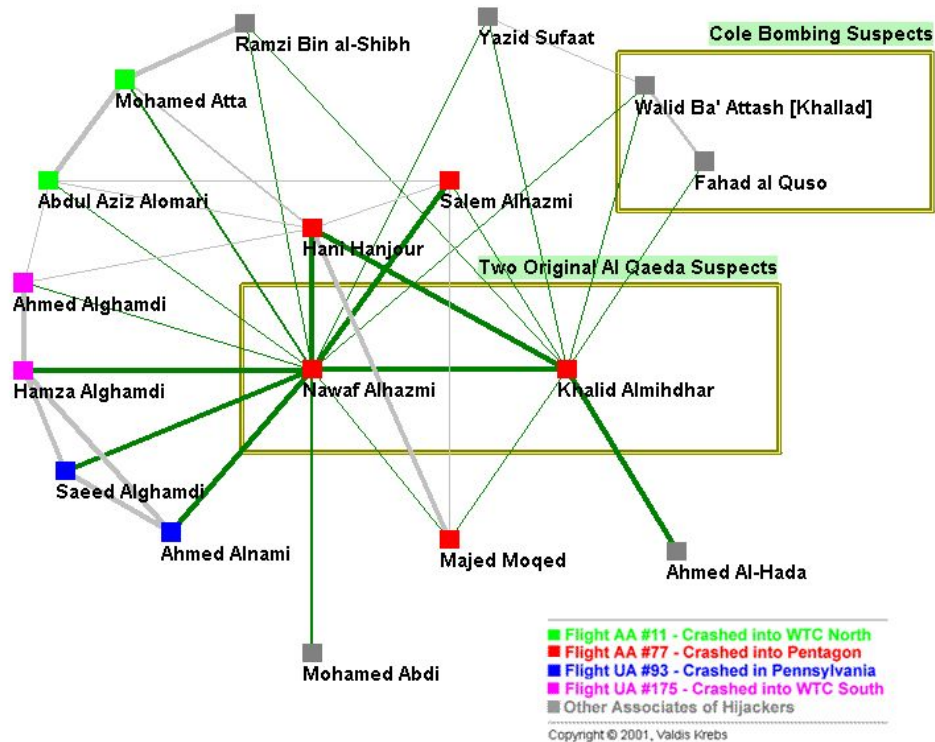 Ramzi Bin al-Shibh
Yazid Sufaat
Cole Bombing Suspects
Mohamed Atta
Walid Ba' Attash [Khallad]
Fahad al Quso
Abdul Aziz Alomari
Salem Alhazmi
Hani Hanjour
Two Original Al Qaeda Suspects
Ahmed Alghamdi
Hamza Alghamdi
Nawaf Alhazmi
Khalid Almihdhar
Saeed Alghamdi
Ahmed Alnami
Majed Moqed
Ahmed Al-Hada
Mohamed Abdi
Flight AA #11 - Crashed into WTC North
Flight AA #77 - Crashed into Pentagon
Flight UA #93 - Crashed in Pennsylvania
Flight UA #175 - Crashed into WTC South
Other Associates of Hijackers
Copyright © 2001, Valdis Krebs